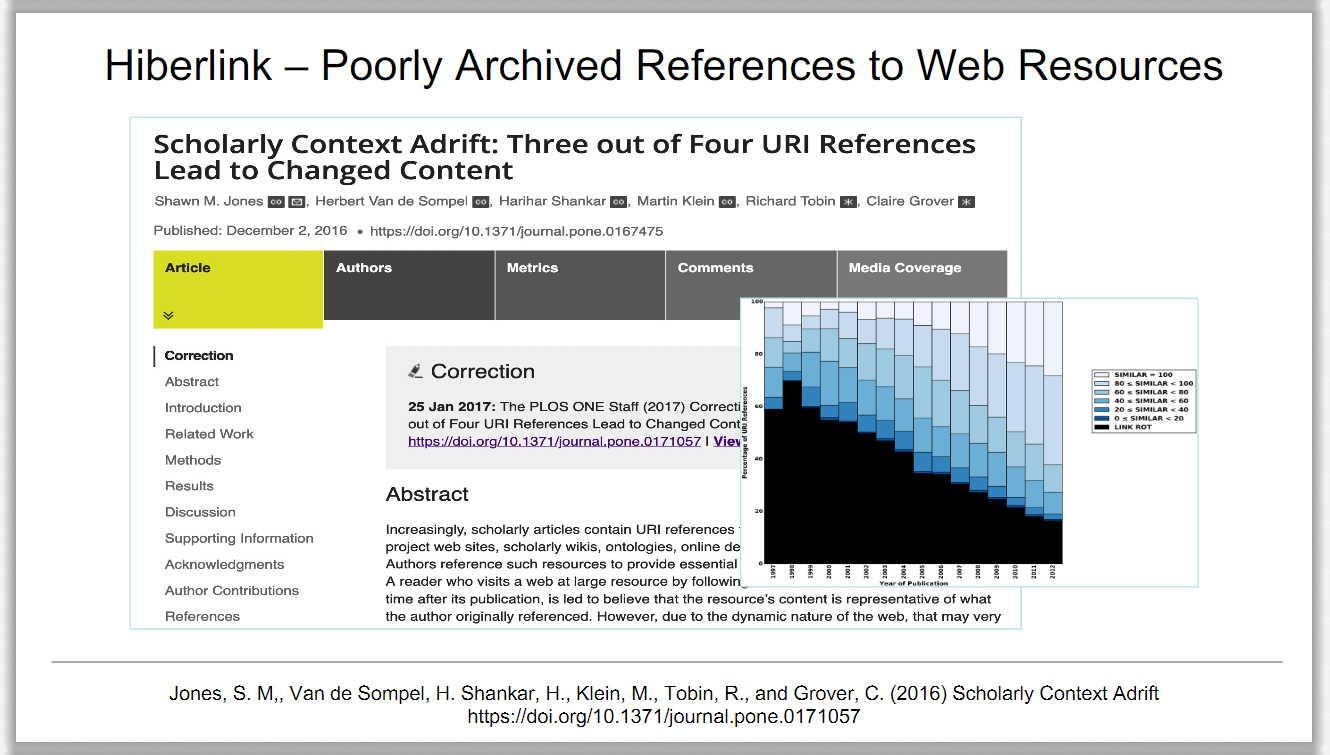 Hiberlink – Poorly Archived References to Web Resources
Scholarly Context Adrift: Three out of Four URI References
Lead to Changed Content
Shawn M. Jones, Herbert Van de Sompel, Harihar Shankar, Martin Klein, Richard Tobin, Claire Grover
Published: December 2, 2016 • https://doi.org/10.1371/journal.pone.0167475
Article
Authors
Metrics
Comments
Media Coverage
Correction
Abstract
Introduction
Related Work
Methods
Results
Discussion
Supporting Information
Acknowledgments
Author Contributions
References
Correction
25 Jan 2017: The PLOS ONE Staff (2017) Correcti
out of Four URI References Lead to Changed Cont
https://doi.org/10.1371/journal.pone.0171057 | View
Abstract
Increasingly, scholarly articles contain URI references
project web sites, scholarly wikis, ontologies, online de
Authors reference such resources to provide essential
A reader who visits a web at large resource by following
time after its publication, is led to believe that the resource's content is representative of what
the author originally referenced. However, due to the dynamic nature of the web, that may very
Percentage of URI References
100
80
60
40
20
0
1997 1998 1999 2000 2001 2002 2003 2004 2005 2006 2007 2008 2009 2010 2011 2012
Year of Publication
SIMILAR = 100
80 ≤ SIMILAR < 100
60 ≤ SIMILAR < 80
40 ≤ SIMILAR < 60
20 ≤ SIMILAR < 40
0 ≤ SIMILAR < 20
LINK ROT
Jones, S. M,, Van de Sompel, H. Shankar, H., Klein, M., Tobin, R., and Grover, C. (2016) Scholarly Context Adrift
https://doi.org/10.1371/journal.pone.0171057